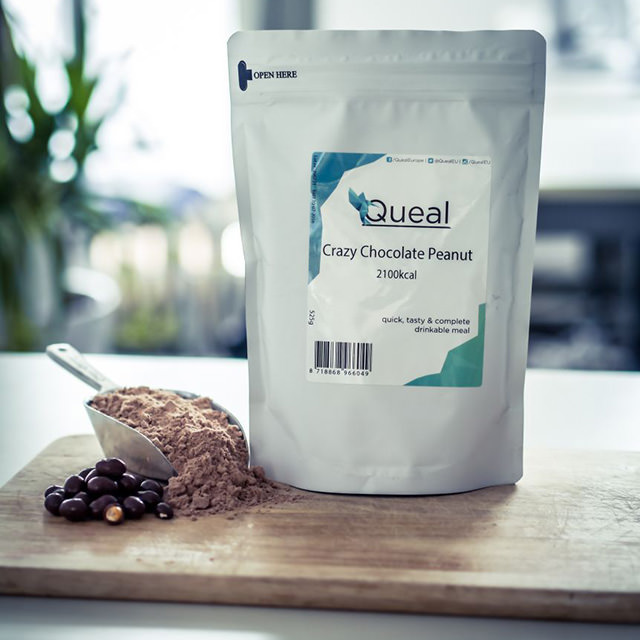 OPEN HERE
/QuealEurope | @QuealEU | /QuealEU
Queal
Crazy Chocolate Peanut
2100kcal
quick, tasty & complete
drinkable meal
525g
8 718868 966049